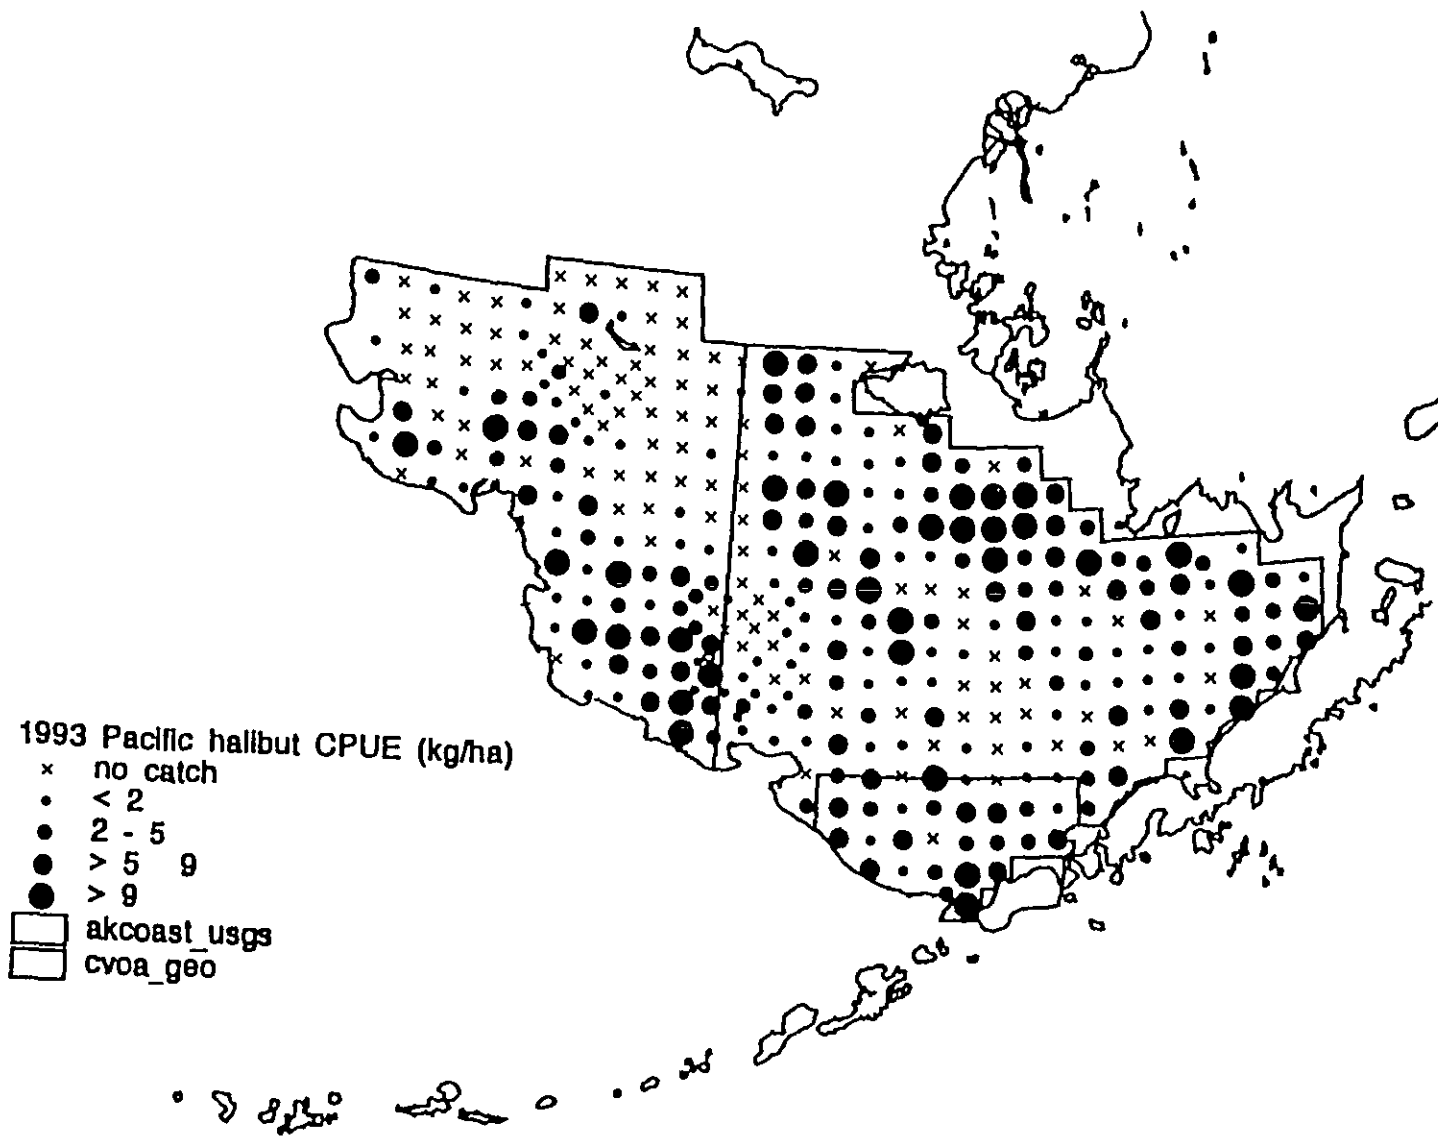 1993 Pacific halibut CPUE (kg/ha)
x no catch
< 2
2 - 5
> 5 9
> 9
akcoast_usgs
cvoa_geo